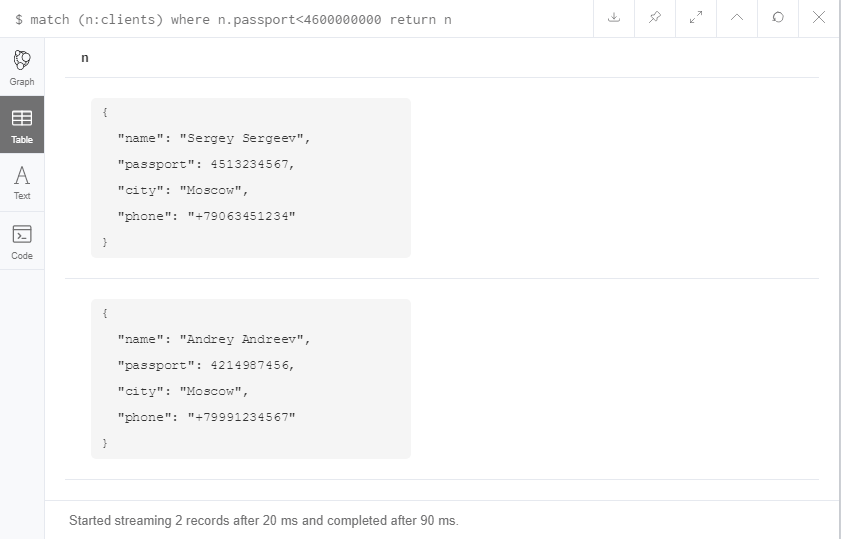 $ match (n:clients) where n.passport<4600000000 return n
n
Graph
Table
Text
Code
{
"name": "Sergey Sergeev",
"passport": 4513234567,
"city": "Moscow",
"phone": "+79063451234"
}
{
"name": "Andrey Andreev",
"passport": 4214987456,
"city": "Moscow",
"phone": "+79991234567"
}
Started streaming 2 records after 20 ms and completed after 90 ms.